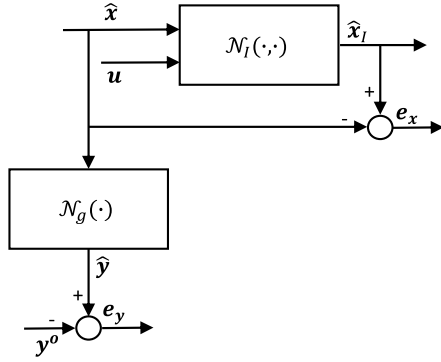 x̂
𝒩_I(·,·)
x̂_I
u
+
-
e_x
𝒩_g(·)
ŷ
+
-
e_y
y^o